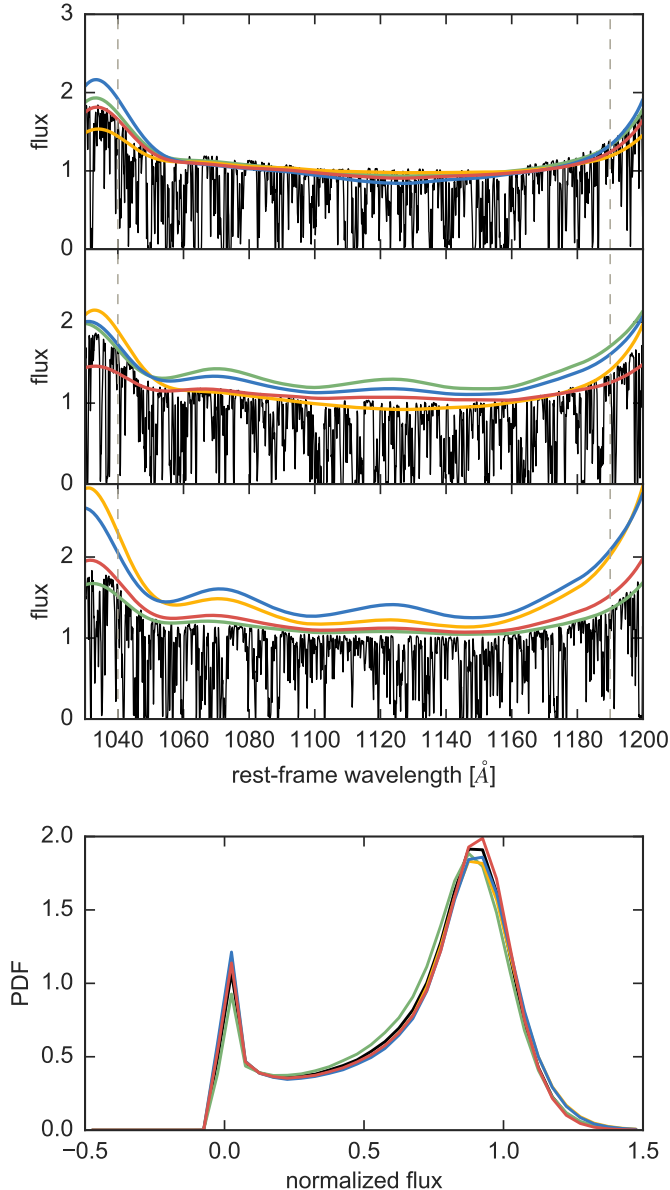 3
2
1
0
flux
2
1
0
flux
2
1
0
flux
1040 1060 1080 1100 1120 1140 1160 1180 1200
rest-frame wavelength [Å]
2.0
1.5
1.0
0.5
0.0
PDF
−0.5 0.0 0.5 1.0 1.5
normalized flux